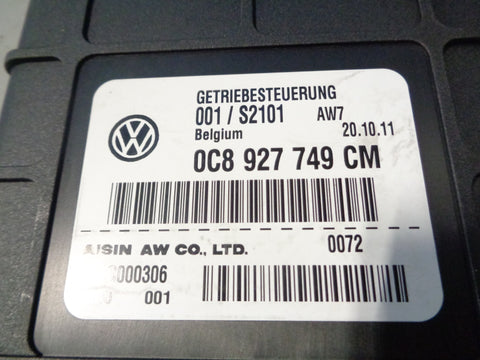 GETRIEBESTEUERUNG
001 / S2101 AW7
Belgium 20.10.11
0C8 927 749 CM
AISIN AW CO., LTD. 0072
000306
001